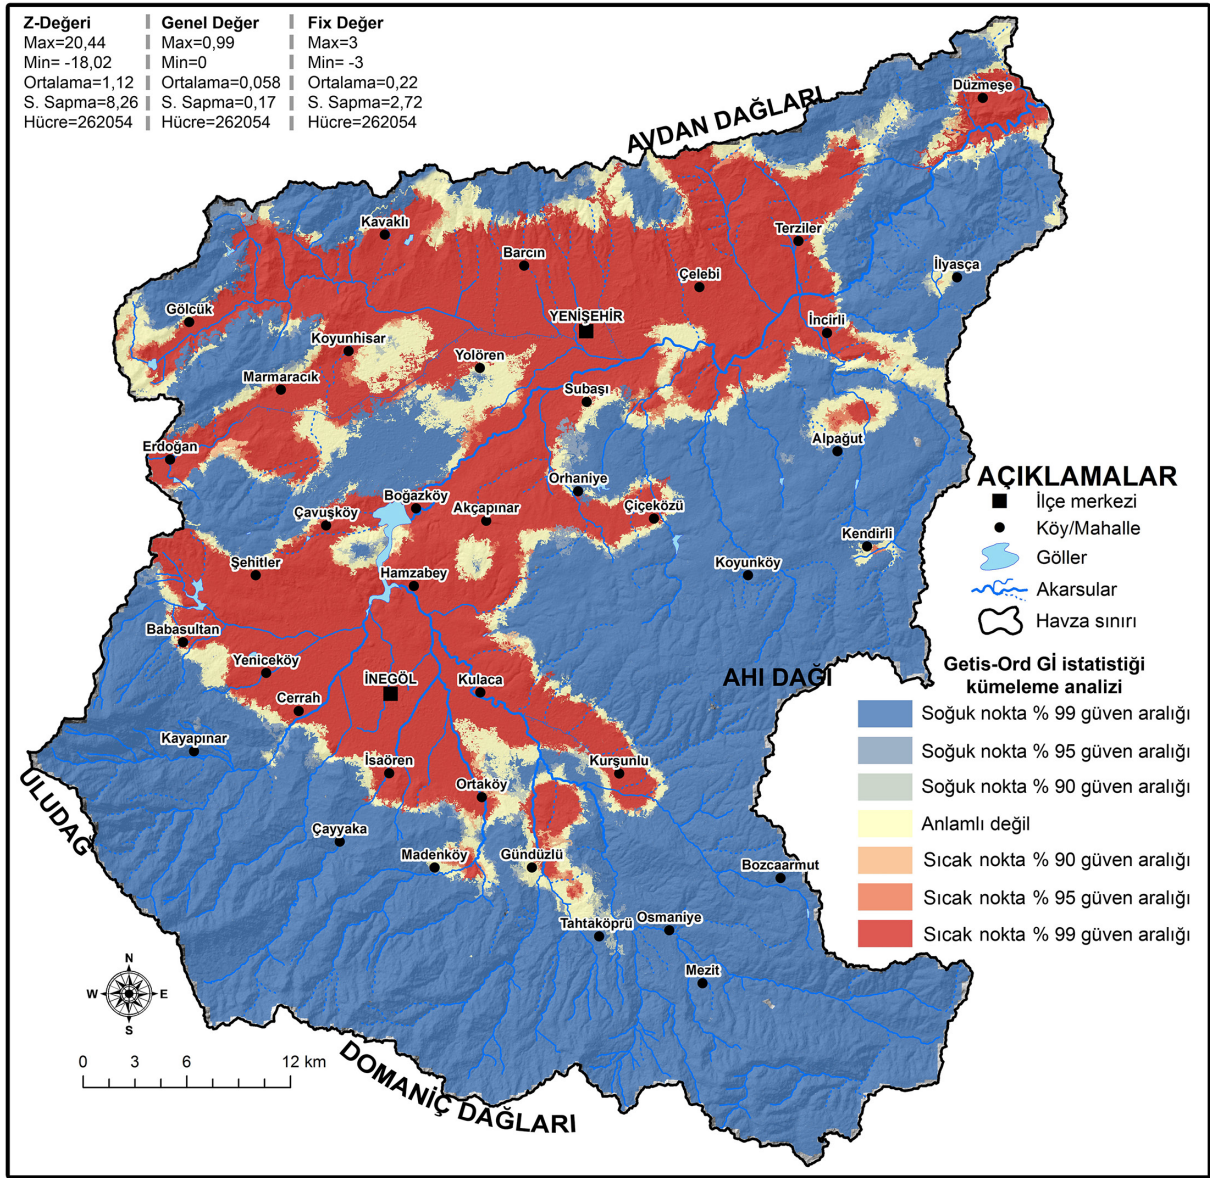 Z-Değeri
Max=20,44
Min= -18,02
Ortalama=1,12
S. Sapma=8,26
Hücre=262054
Genel Değer
Max=0,99
Min=0
Ortalama=0,058
S. Sapma=0,17
Hücre=262054
Fix Değer
Max=3
Min= -3
Ortalama=0,22
S. Sapma=2,72
Hücre=262054
AVDAN DAĞLARI
Düzmeşe
Kavaklı
Terziler
Barcın
Çelebi
İlyasça
Gölcük
YENİŞEHİR
İncirli
Koyunhisar
Yolören
Marmaracık
Subaşı
Alpağut
Erdoğan
Orhaniye
Boğazköy
Akçapınar
Çiçeközü
Çavuşköy
Kendirli
Şehitler
Hamzabey
Koyunköy
Babasultan
Yeniceköy
İNEGÖL
Kulaca
AHI DAĞI
Cerrah
Kayapınar
İsaören
Kurşunlu
Ortaköy
ULUDAG
Çayyaka
Madenköy
Gündüzlü
Bozcaarmut
Tahtaköprü
Osmaniye
Mezit
DOMANİÇ DAĞLARI
AÇIKLAMALAR
İlçe merkezi
Köy/Mahalle
Göller
Akarsular
Havza sınırı
Getis-Ord Gİ istatistiği
kümeleme analizi
Soğuk nokta % 99 güven aralığı
Soğuk nokta % 95 güven aralığı
Soğuk nokta % 90 güven aralığı
Anlamlı değil
Sıcak nokta % 90 güven aralığı
Sıcak nokta % 95 güven aralığı
Sıcak nokta % 99 güven aralığı
N
W
E
S
0 3 6 12 km